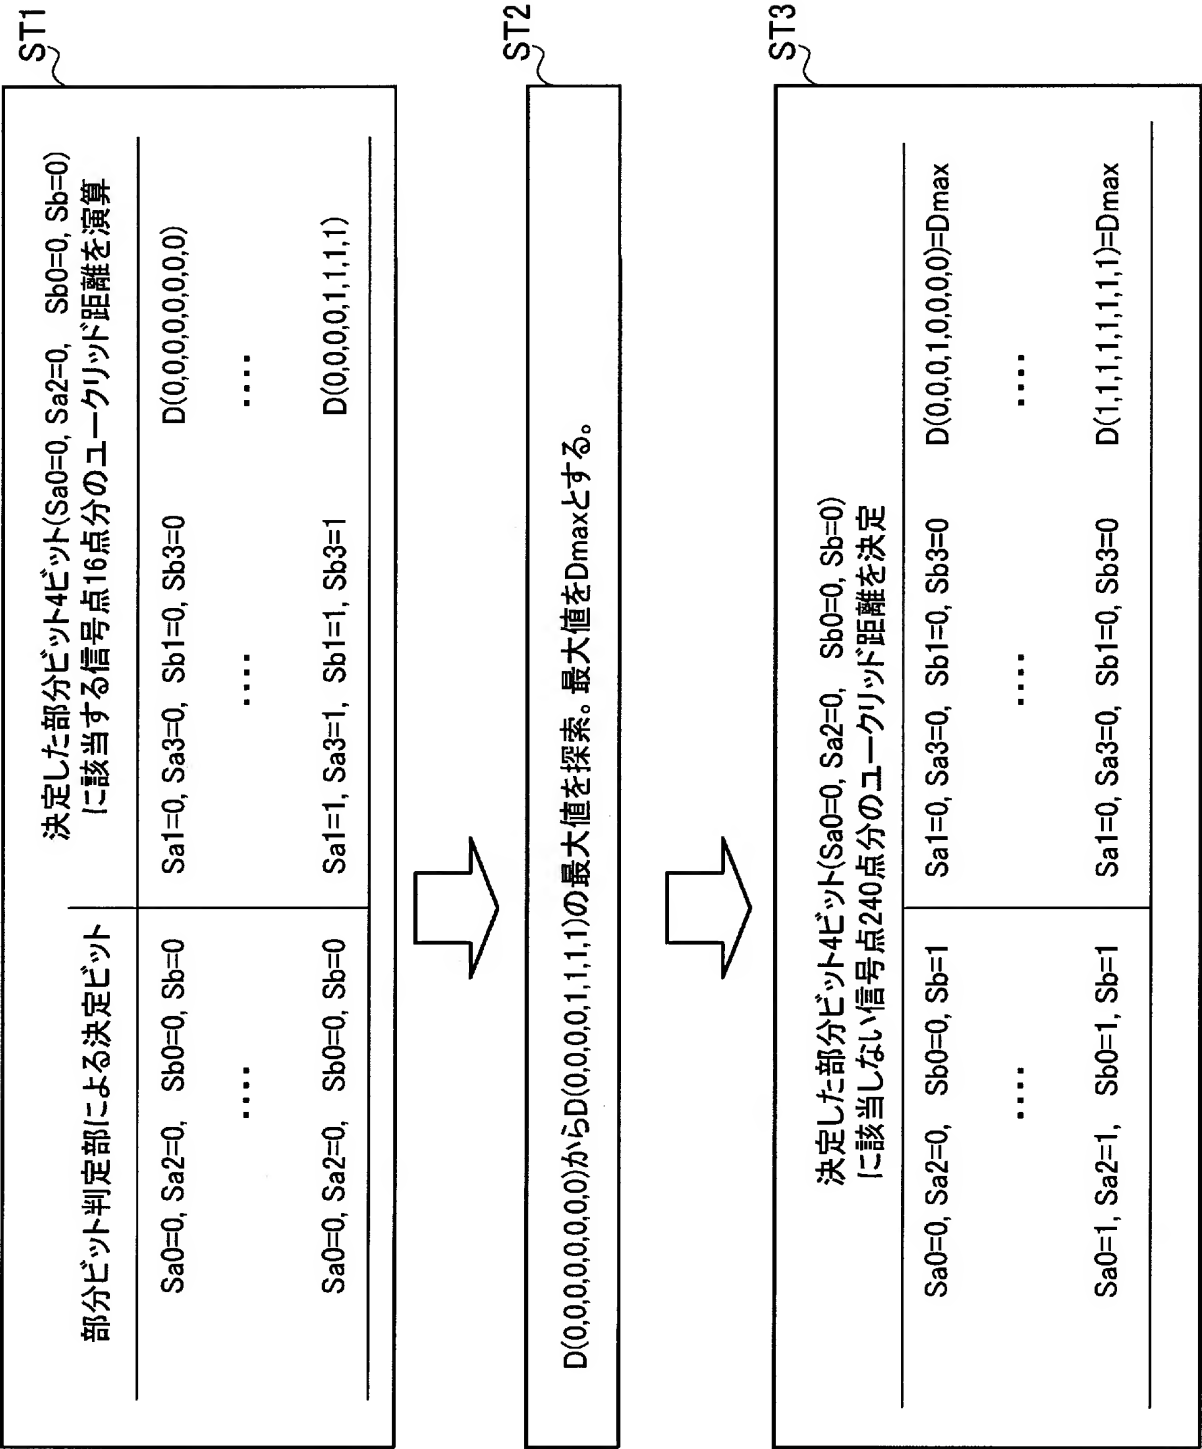 ST1
決定した部分ビット4ビット(Sa0=0, Sa2=0, Sb0=0, Sb=0)
部分ビット判定部による決定ビット に該当する信号点16点分のユークリッド距離を演算
Sa0=0, Sa2=0, Sb0=0, Sb=0 Sa1=0, Sa3=0, Sb1=0, Sb3=0 D(0,0,0,0,0,0,0,0)
.... .... ....
Sa0=0, Sa2=0, Sb0=0, Sb=0 Sa1=1, Sa3=1, Sb1=1, Sb3=1 D(0,0,0,0,1,1,1,1)
ST2
D(0,0,0,0,0,0,0,0)からD(0,0,0,0,1,1,1,1)の最大値を探索。最大値をDmaxとする。
ST3
決定した部分ビット4ビット(Sa0=0, Sa2=0, Sb0=0, Sb=0)
に該当しない信号点240点分のユークリッド距離を決定
Sa0=0, Sa2=0, Sb0=0, Sb=1 Sa1=0, Sa3=0, Sb1=0, Sb3=0 D(0,0,0,1,0,0,0,0)=Dmax
.... .... ....
Sa0=1, Sa2=1, Sb0=1, Sb=1 Sa1=0, Sa3=0, Sb1=0, Sb3=0 D(1,1,1,1,1,1,1,1)=Dmax